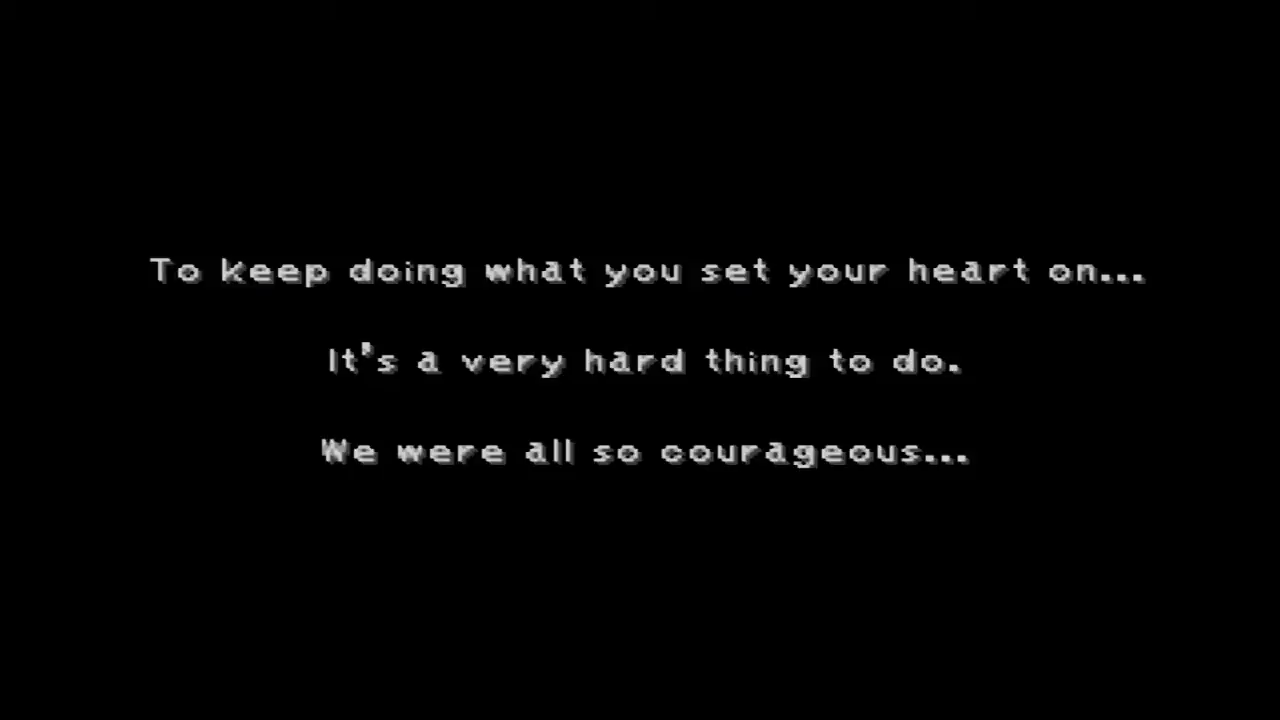 To keep doing what you set your heart on...
It's a very hard thing to do.
We were all so courageous...